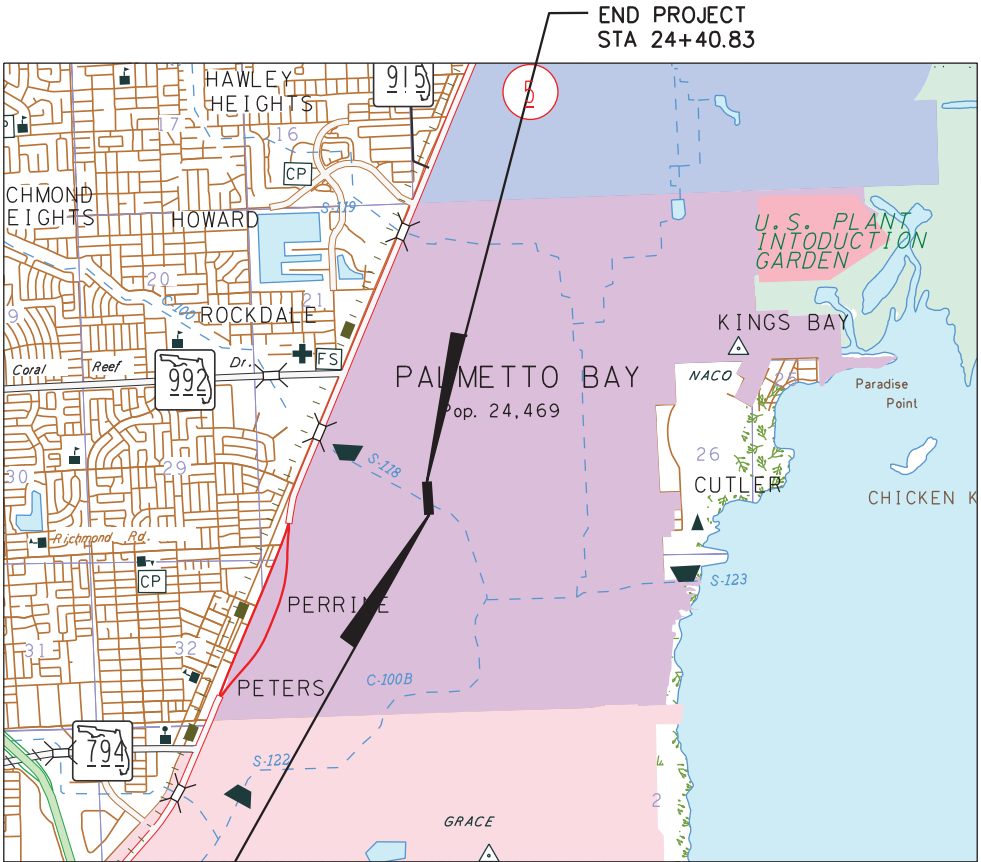 END PROJECT
STA 24+40.83
HAWLEY
HEIGHTS
915
5
17
16
P
CP
CHMOND
EIGHTS
HOWARD
S-119
U.S. PLANT
INTODUCTION
GARDEN
20
C-100
21
9
ROCKDALE
KINGS BAY
FS
Coral Reef Dr.
992
PALMETTO BAY
NACO
25
Paradise
Point
Pop. 24,469
26
30
29
S-118
CUTLER
CHICKEN K
Richmond Rd.
CP
S-123
PERRINE
31
32
C-100B
PETERS
794
S-122
2
GRACE